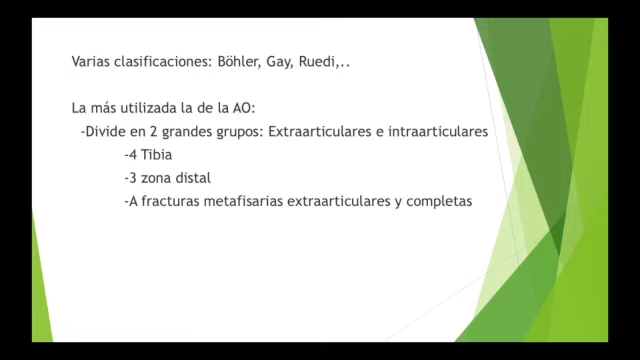 Varias clasificaciones: Böhler, Gay, Ruedi,..
La más utilizada la de la AO:
-Divide en 2 grandes grupos: Extraarticulares e intraarticulares
-4 Tibia
-3 zona distal
-A fracturas metafisarias extraarticulares y completas